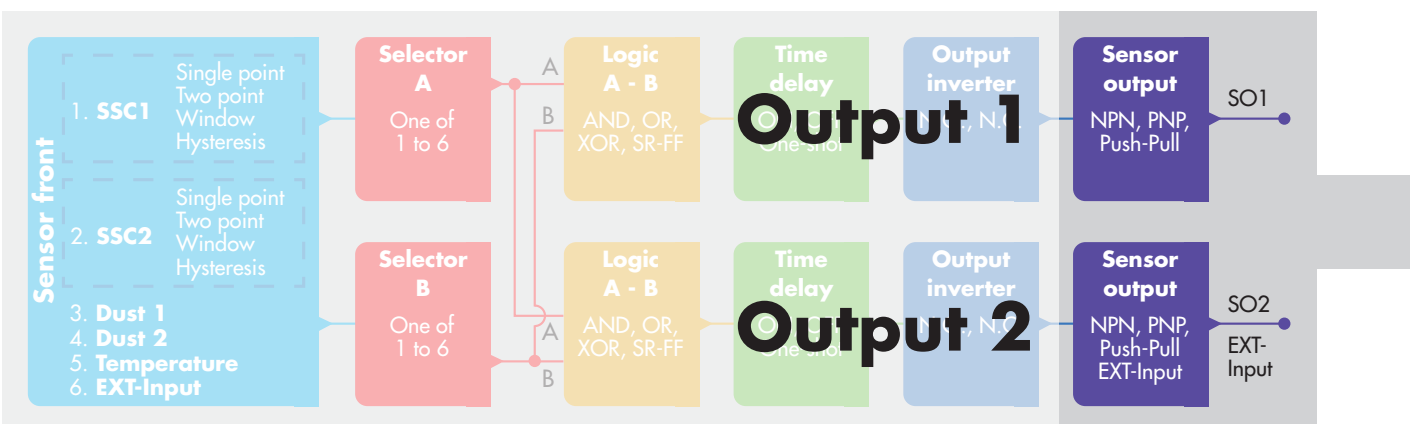 Sensor front
1. SSC1
Single point
Two point
Window
Hysteresis
2. SSC2
Single point
Two point
Window
Hysteresis
3. Dust 1
4. Dust 2
5. Temperature
6. EXT-Input
Selector
A
One of
1 to 6
Selector
B
One of
1 to 6
A
B
Logic
A - B
AND, OR,
XOR, SR-FF
A
B
Logic
A - B
AND, OR,
XOR, SR-FF
Time
delay
One-shot
Output
inverter
Output 1
Time
delay
One-shot
Output
inverter
Output 2
Sensor
output
NPN, PNP,
Push-Pull
SO1
Sensor
output
NPN, PNP,
Push-Pull
EXT-Input
SO2
EXT-
Input